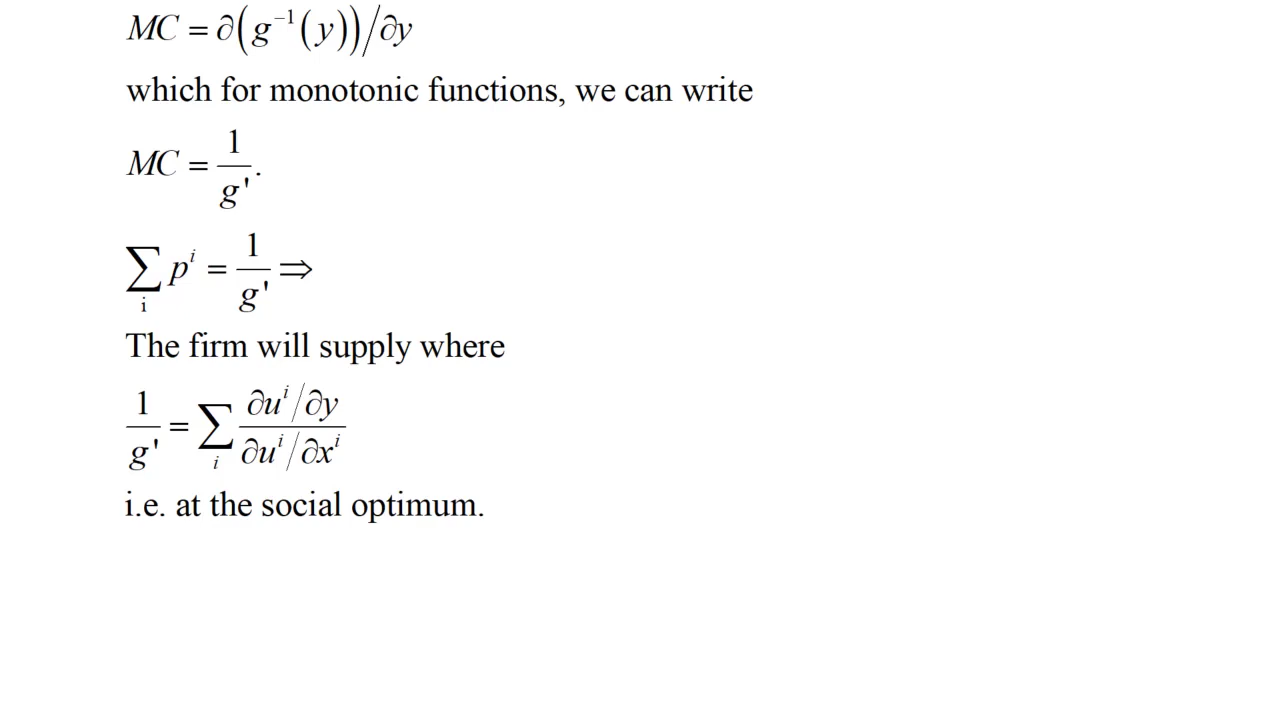 MC = ∂(g⁻¹(y))/∂y
which for monotonic functions, we can write
MC = 1/g'.
∑ᵢ pⁱ = 1/g' ⇒
The firm will supply where
1/g' = ∑ᵢ (∂uⁱ/∂y)/(∂uⁱ/∂xⁱ)
i.e. at the social optimum.